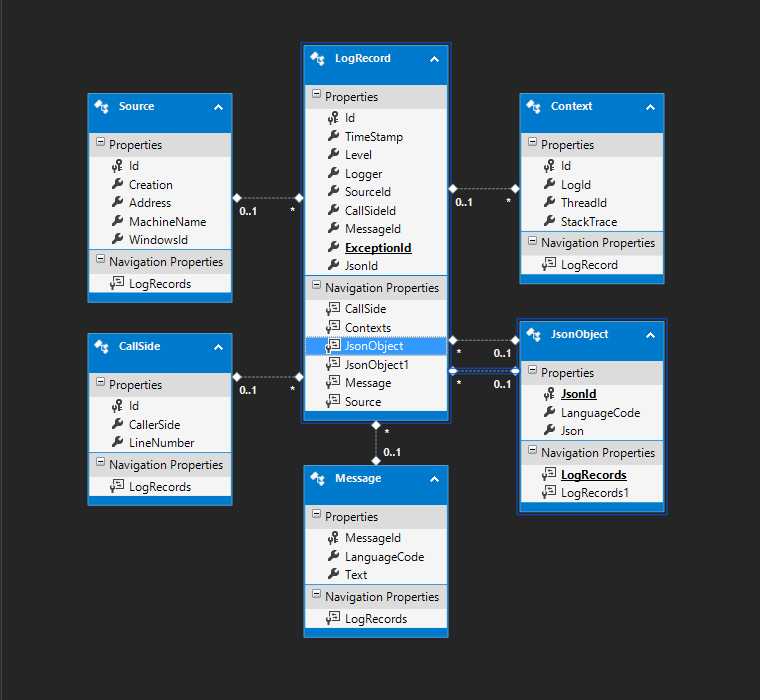 LogRecord
Properties
Id
TimeStamp
Level
Logger
SourceId
CallSideId
MessageId
ExceptionId
JsonId
Navigation Properties
CallSide
Contexts
JsonObject
JsonObject1
Message
Source
Source
Properties
Id
Creation
Address
MachineName
WindowsId
Navigation Properties
LogRecords
0..1 *
Context
Properties
Id
LogId
ThreadId
StackTrace
Navigation Properties
LogRecord
0..1 *
CallSide
Properties
Id
CallerSide
LineNumber
Navigation Properties
LogRecords
0..1 *
JsonObject
Properties
JsonId
LanguageCode
Json
Navigation Properties
LogRecords
LogRecords1
* 0..1
* 0..1
*
0..1
Message
Properties
MessageId
LanguageCode
Text
Navigation Properties
LogRecords